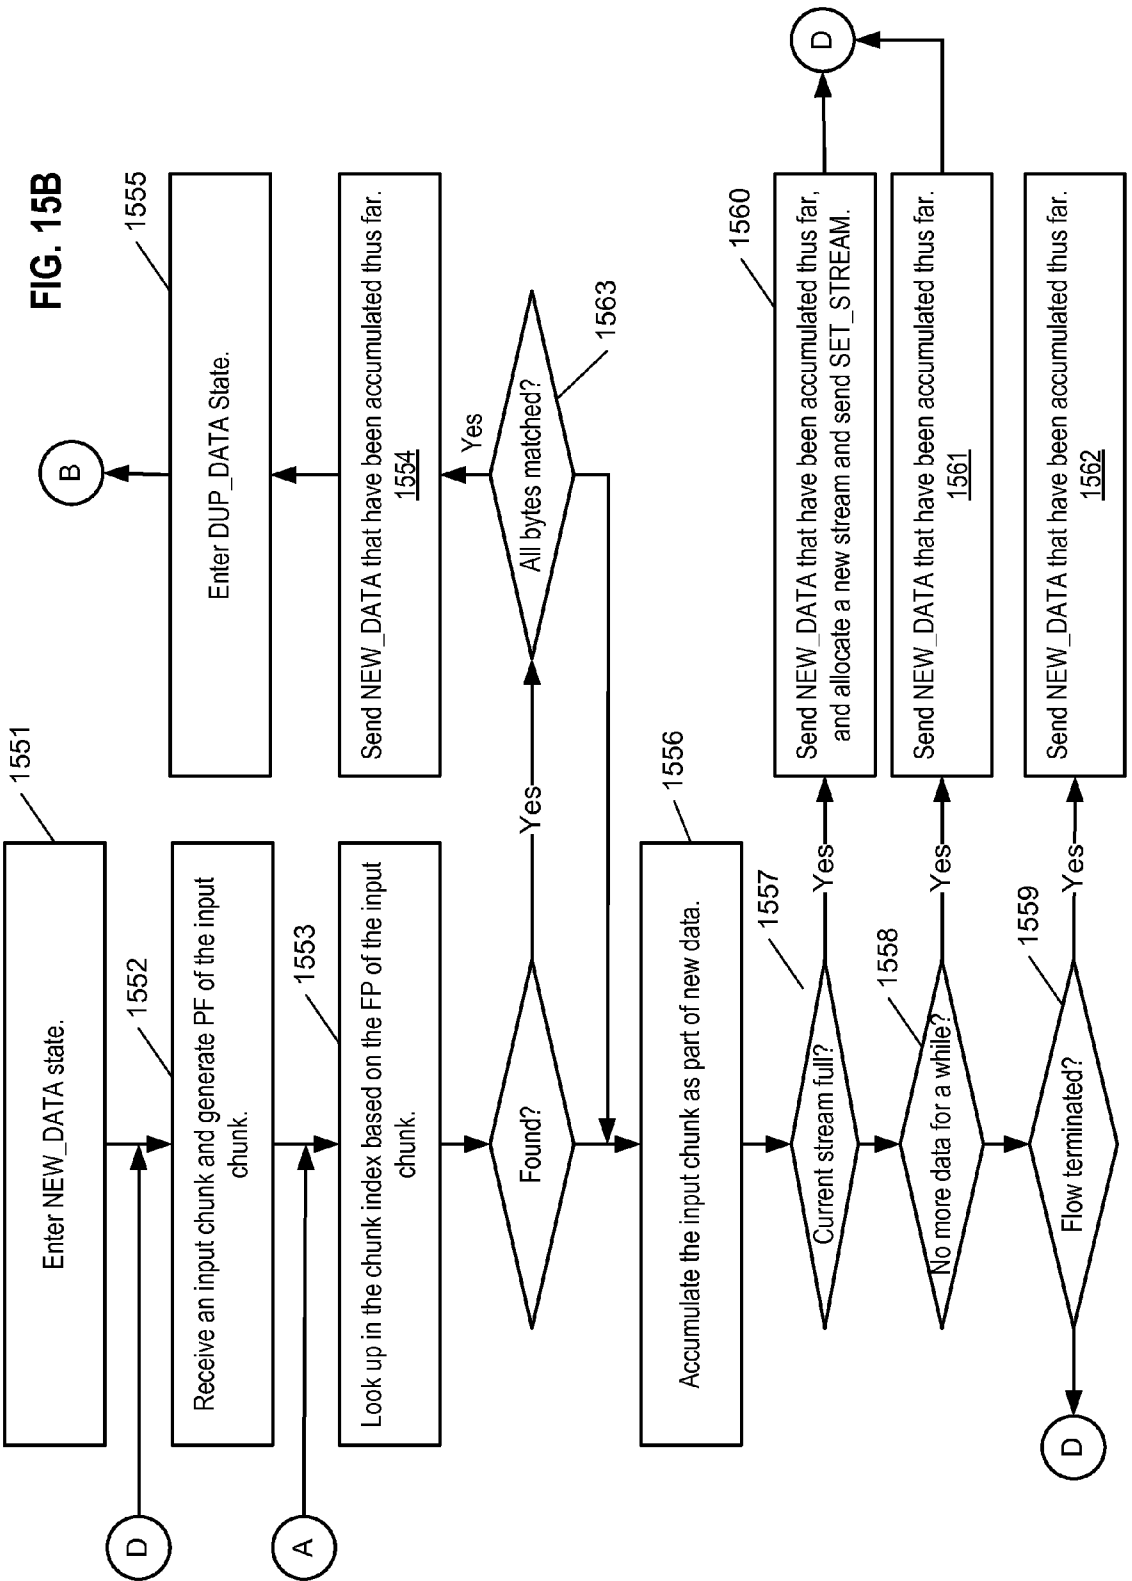 FIG. 15B
1551
Enter NEW_DATA state.
D
1552
Receive an input chunk and generate PF of the input
chunk.
A
1553
Look up in the chunk index based on the FP of the input
chunk.
Found?
Yes
All bytes matched?
1563
Yes
Send NEW_DATA that have been accumulated thus far.
1554
Enter DUP_DATA State.
1555
B
1556
Accumulate the input chunk as part of new data.
1557
Current stream full?
Yes
1560
Send NEW_DATA that have been accumulated thus far,
and allocate a new stream and send SET_STREAM.
D
1558
No more data for a while?
Yes
Send NEW_DATA that have been accumulated thus far.
1561
1559
Flow terminated?
Yes
Send NEW_DATA that have been accumulated thus far.
1562
D